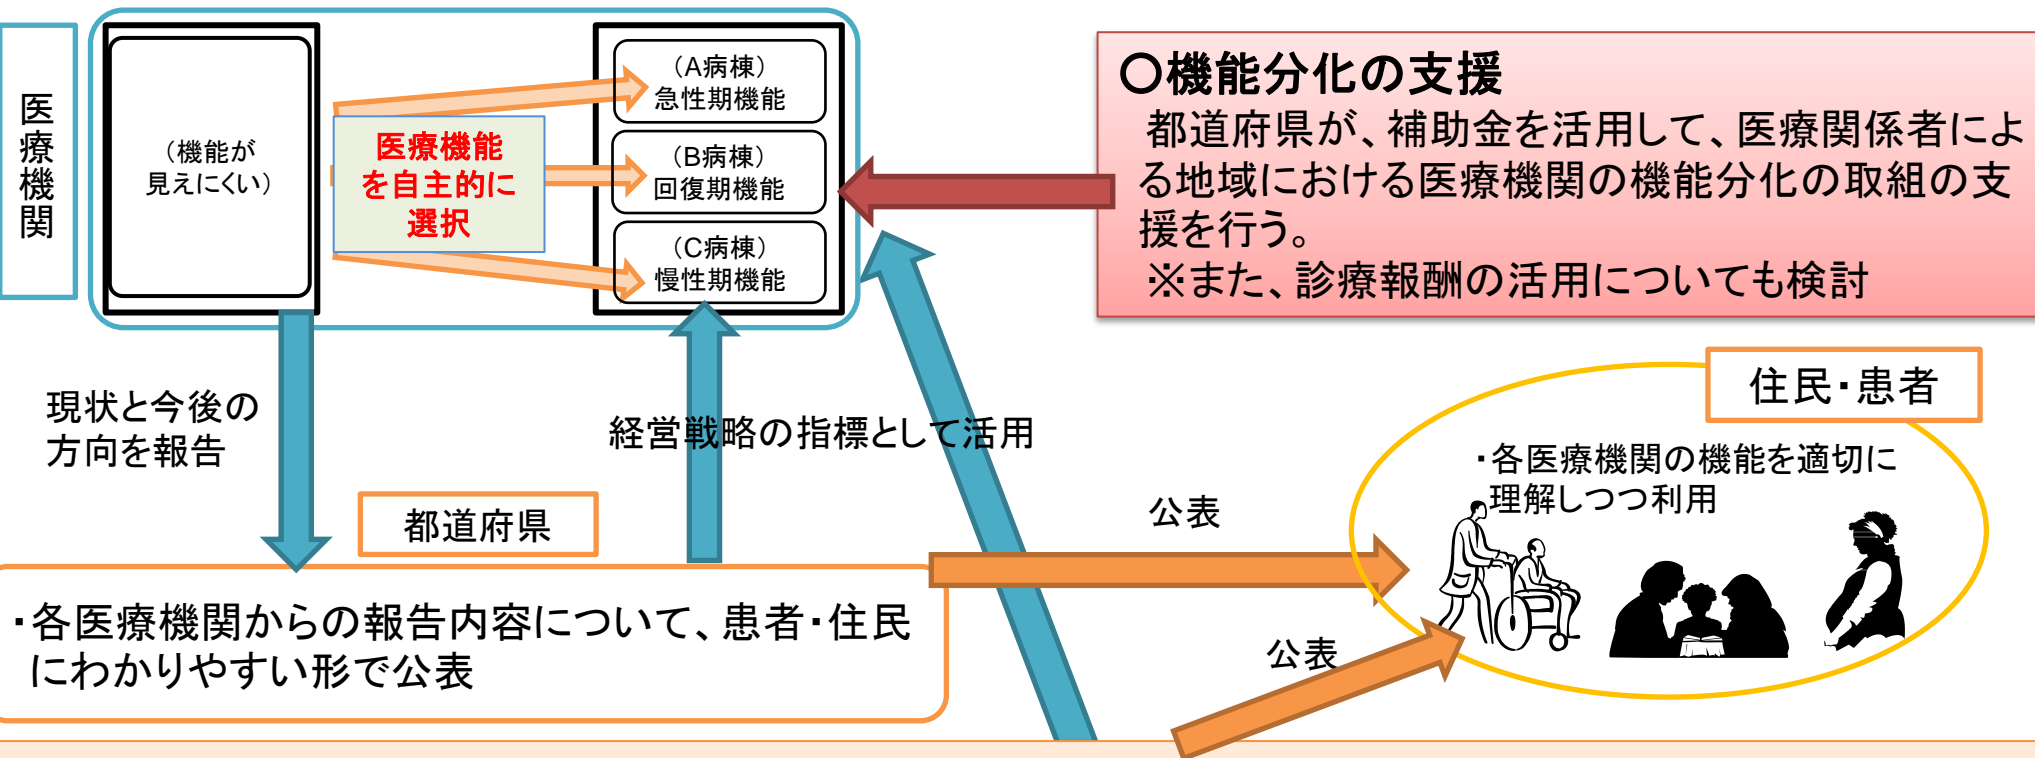 医療機関
（機能が
見えにくい）
医療機能
を自主的に
選択
（A病棟）
急性期機能
（B病棟）
回復期機能
（C病棟）
慢性期機能
○機能分化の支援
都道府県が、補助金を活用して、医療関係者によ
る地域における医療機関の機能分化の取組の支
援を行う。
※また、診療報酬の活用についても検討
現状と今後の
方向を報告
経営戦略の指標として活用
住民・患者
・各医療機関の機能を適切に
理解しつつ利用
都道府県
公表
・各医療機関からの報告内容について、患者・住民
にわかりやすい形で公表
公表